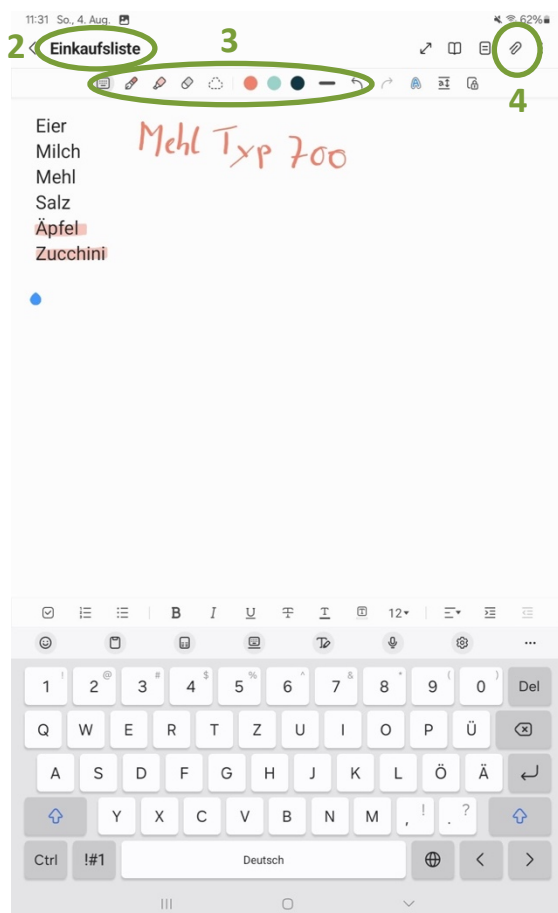 11:31 So., 4. Aug. 62%
2 Einkaufsliste 3
4
Eier
Milch
Mehl
Salz
Äpfel
Zucchini
Mehl Typ 700
B I U T T T 12
1 ! 2 @ 3 # 4 $ 5 % 6 ^ 7 & 8 * 9 ( 0 ) Del
Q W E R T Z U I O P Ü
A S D F G H J K L Ö Ä
Y X C V B N M , ! . ?
Ctrl !#1 Deutsch < >